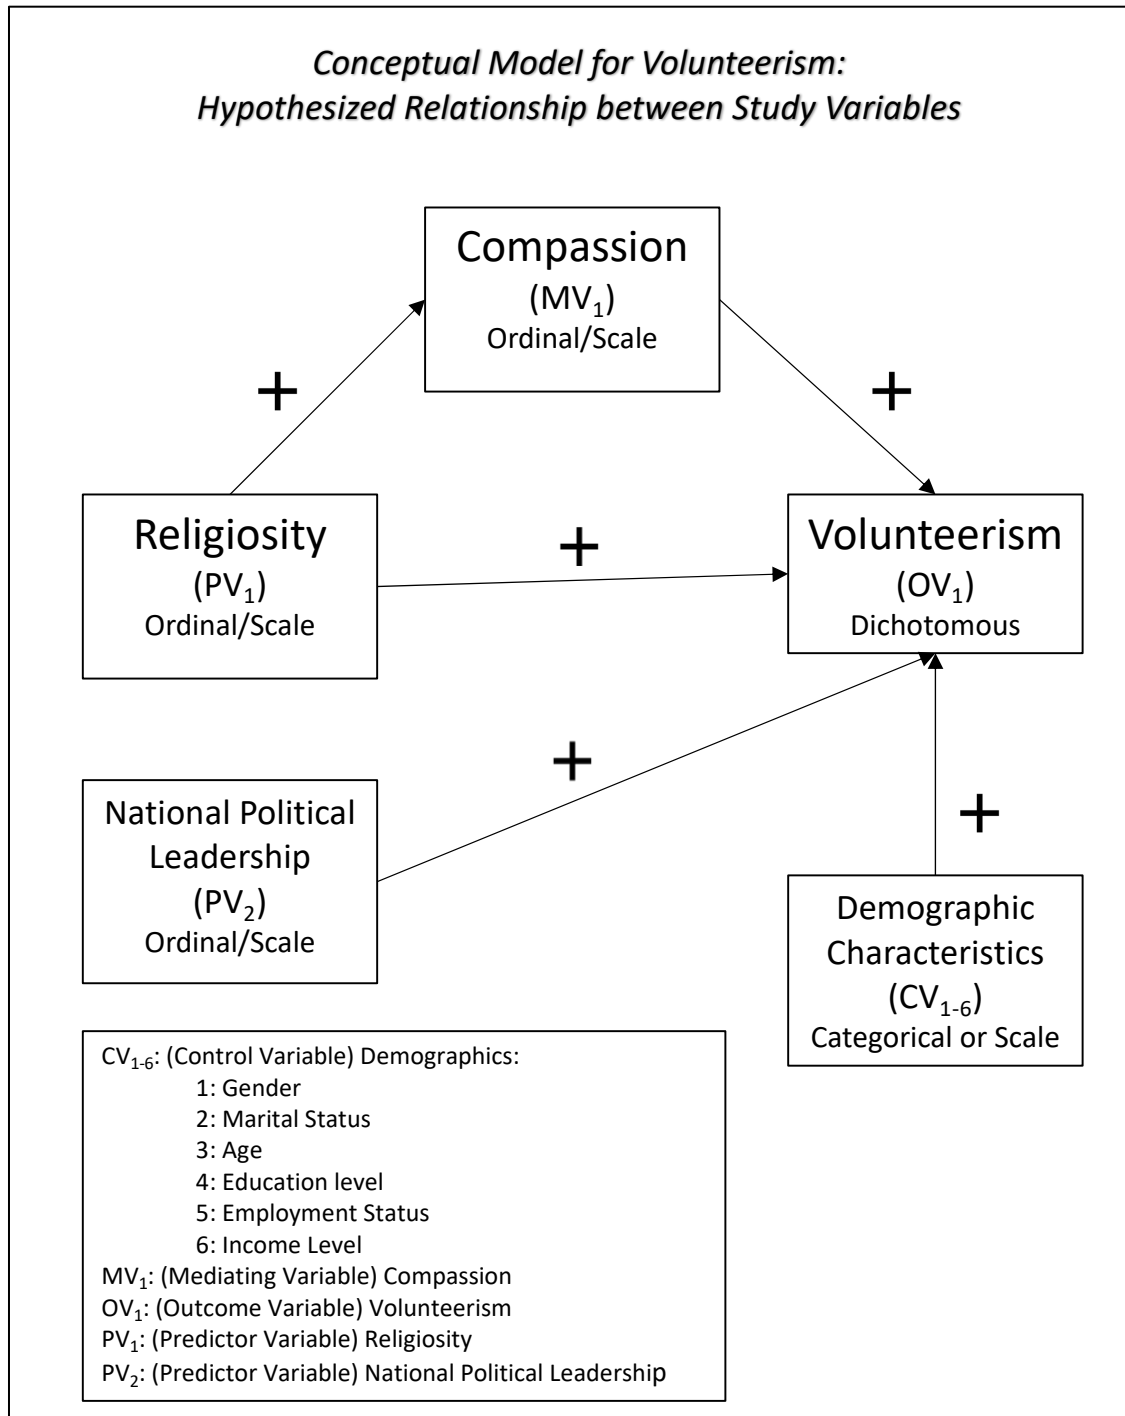 Conceptual Model for Volunteerism:
Hypothesized Relationship between Study Variables
Compassion
(MV₁)
Ordinal/Scale
+
+
Religiosity
(PV₁)
Ordinal/Scale
+
Volunteerism
(OV₁)
Dichotomous
+
National Political
Leadership
(PV₂)
Ordinal/Scale
+
Demographic
Characteristics
(CV₁₋₆)
Categorical or Scale
CV₁₋₆: (Control Variable) Demographics:
1: Gender
2: Marital Status
3: Age
4: Education level
5: Employment Status
6: Income Level
MV₁: (Mediating Variable) Compassion
OV₁: (Outcome Variable) Volunteerism
PV₁: (Predictor Variable) Religiosity
PV₂: (Predictor Variable) National Political Leadership